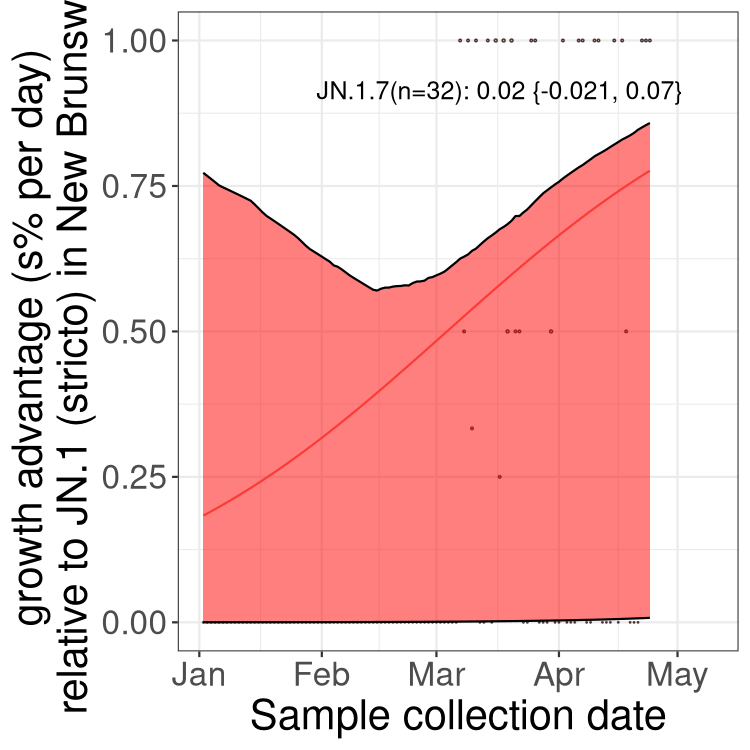 growth advantage (s% per day)
relative to JN.1 (stricto) in New Brunsw
1.00
0.75
0.50
0.25
0.00
JN.1.7(n=32): 0.02 {-0.021, 0.07}
Jan Feb Mar Apr May
Sample collection date